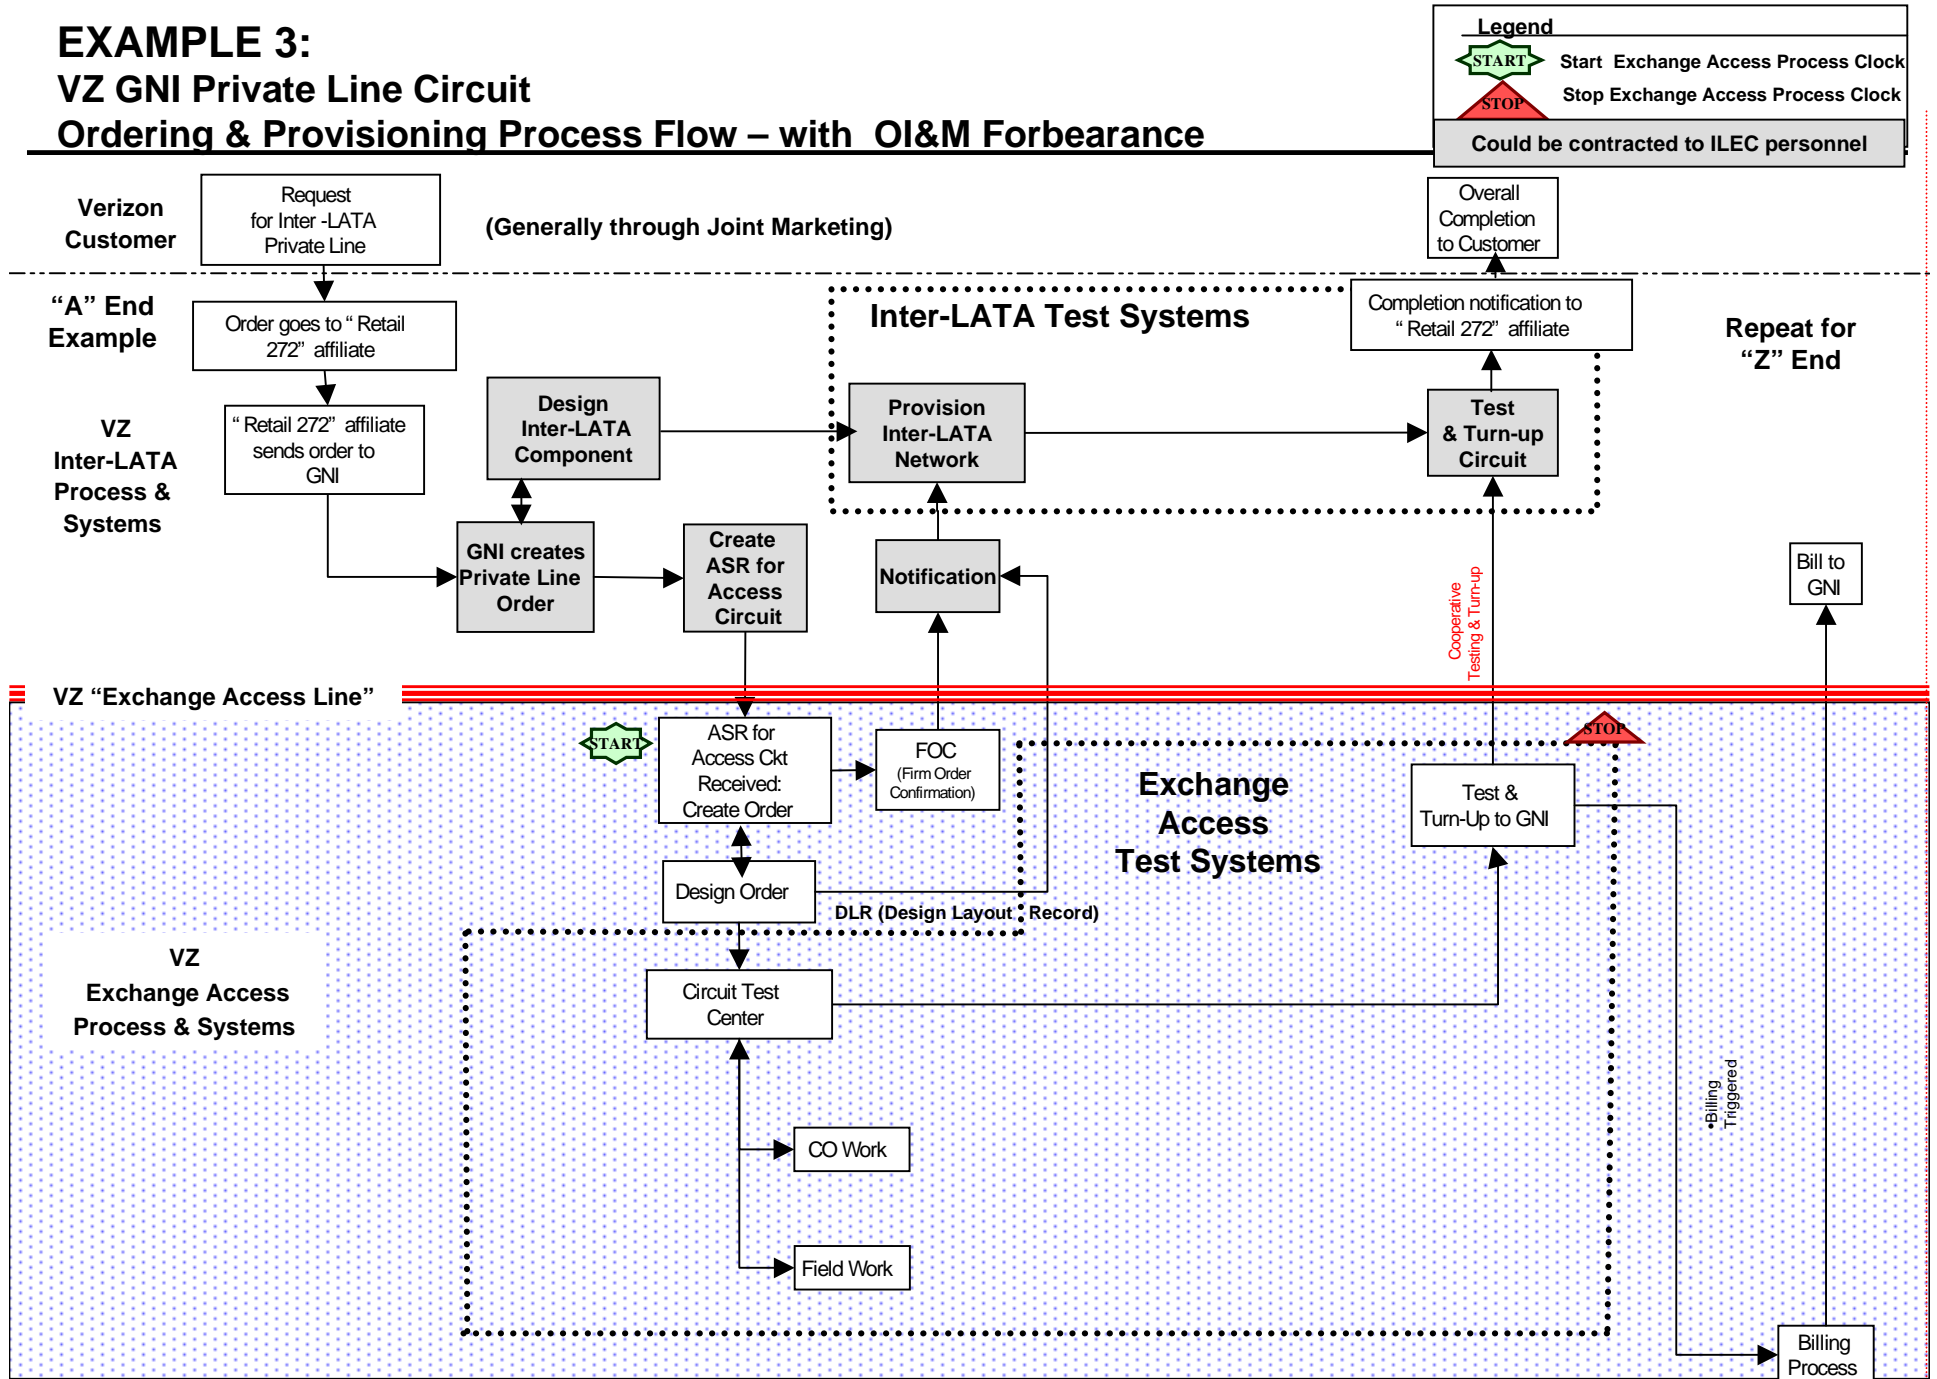 EXAMPLE 3:
VZ GNI Private Line Circuit
Ordering & Provisioning Process Flow – with OI&M Forbearance
Legend
START
Start Exchange Access Process Clock
STOP
Stop Exchange Access Process Clock
Could be contracted to ILEC personnel
Verizon
Customer
Request
for Inter -LATA
Private Line
(Generally through Joint Marketing)
Overall
Completion
to Customer
“A” End
Example
Order goes to “ Retail
272” affiliate
Inter-LATA Test Systems
Completion notification to
“ Retail 272” affiliate
Repeat for
“Z” End
VZ
Inter-LATA
Process &
Systems
“ Retail 272” affiliate
sends order to
GNI
Design
Inter-LATA
Component
Provision
Inter-LATA
Network
Test
& Turn-up
Circuit
GNI creates
Private Line
Order
Create
ASR for
Access
Circuit
Notification
Cooperative
Testing & Turn-up
Bill to
GNI
VZ “Exchange Access Line”
START
ASR for
Access Ckt
Received:
Create Order
FOC
(Firm Order
Confirmation)
STOP
Exchange
Access
Test Systems
Test &
Turn-Up to GNI
Design Order
DLR (Design Layout Record)
VZ
Exchange Access
Process & Systems
Circuit Test
Center
•Billing
Triggered
CO Work
Field Work
Billing
Process